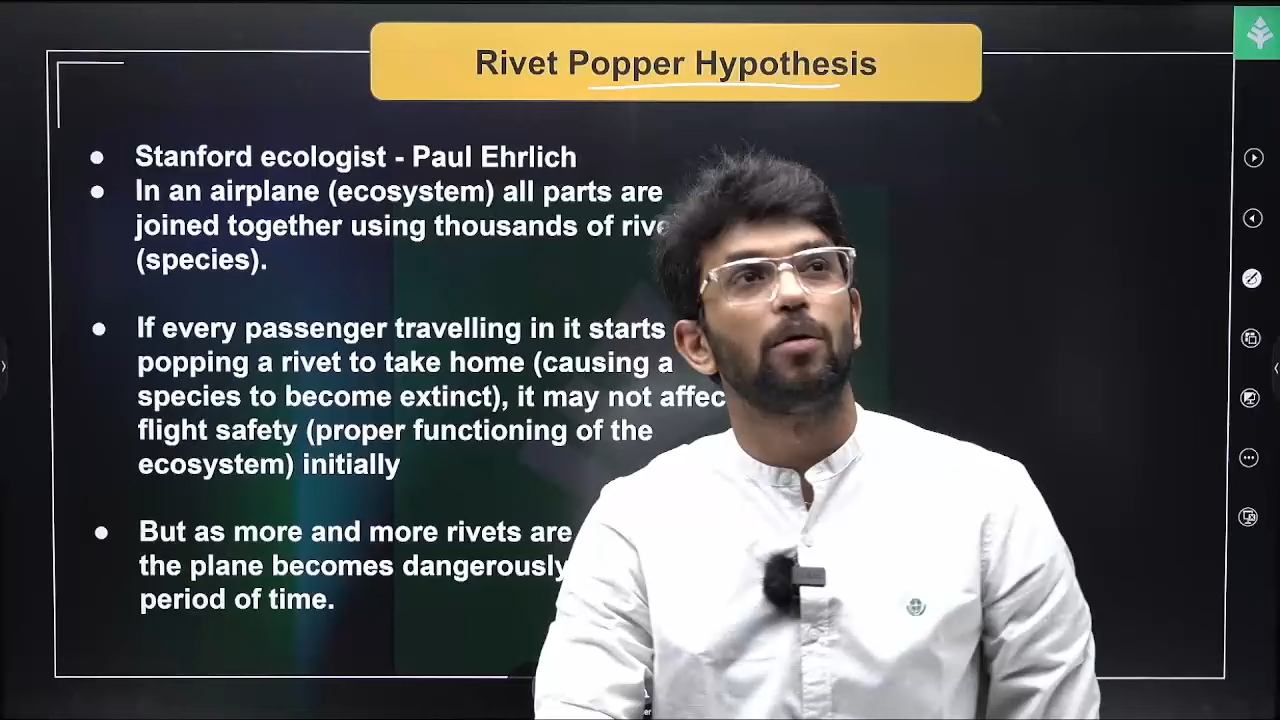 Rivet Popper Hypothesis
● Stanford ecologist - Paul Ehrlich
● In an airplane (ecosystem) all parts are
joined together using thousands of
(species).
● If every passenger travelling in it starts
popping a rivet to take home (causing a
species to become extinct), it may not
flight safety (proper functioning of the
ecosystem) initially
● But as more and more rivets are
the plane becomes dangerously
period of time.